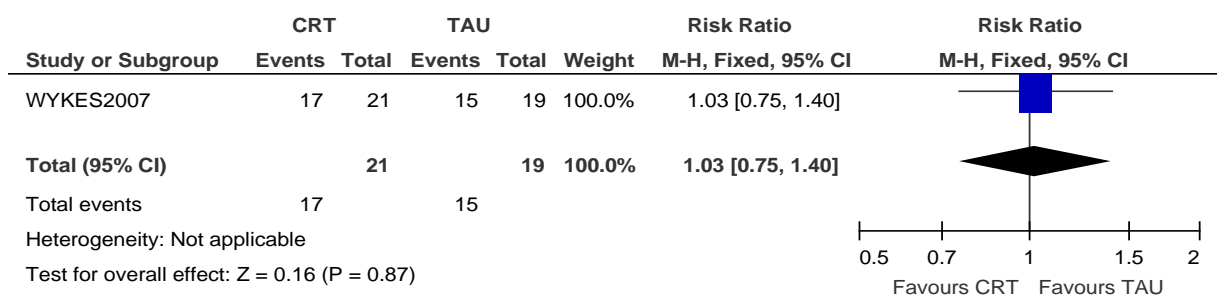 CRT TAU Risk Ratio Risk Ratio
Study or Subgroup Events Total Events Total Weight M-H, Fixed, 95% CI M-H, Fixed, 95% CI
WYKES2007 17 21 15 19 100.0% 1.03 [0.75, 1.40]
Total (95% CI) 21 19 100.0% 1.03 [0.75, 1.40]
Total events 17 15
Heterogeneity: Not applicable
Test for overall effect: Z = 0.16 (P = 0.87)
0.5 0.7 1 1.5 2
Favours CRT Favours TAU